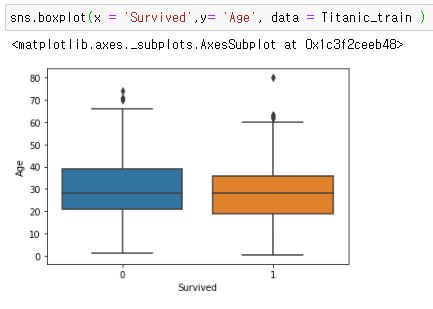 sns.boxplot(x = 'Survived',y= 'Age', data = Titanic_train )
<matplotlib.axes._subplots.AxesSubplot at 0x1c3f2ceeb48>
80
70
60
50
40
30
20
10
0
Age
0 1
Survived